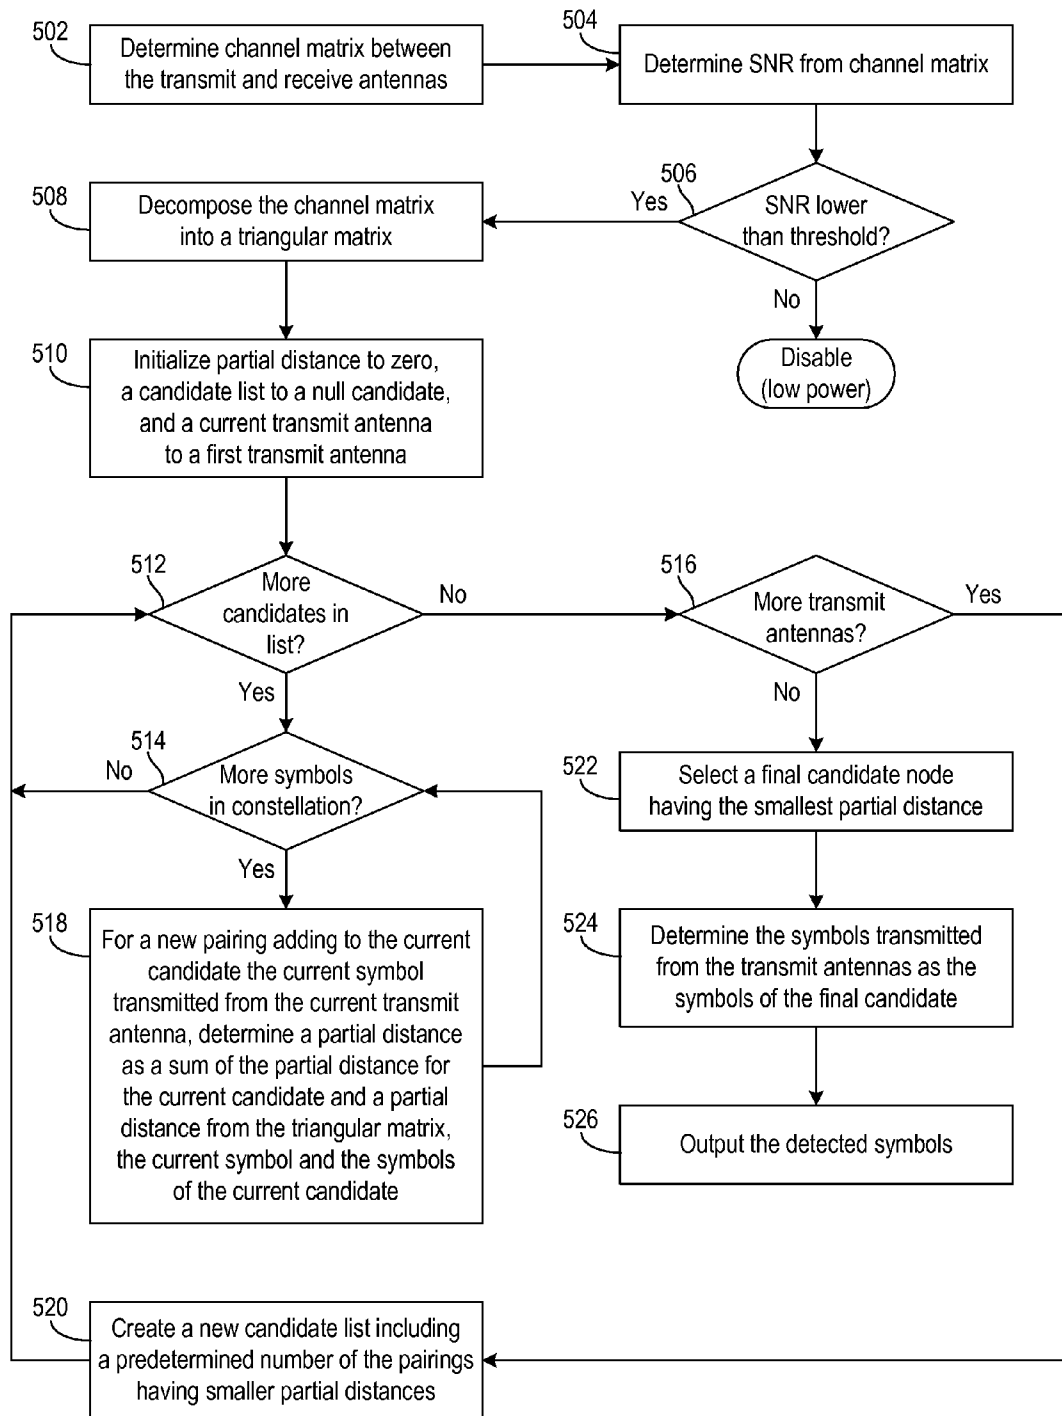 502
Determine channel matrix between
the transmit and receive antennas
504
Determine SNR from channel matrix
506
SNR lower
than threshold?
Yes
No
Disable
(low power)
508
Decompose the channel matrix
into a triangular matrix
510
Initialize partial distance to zero,
a candidate list to a null candidate,
and a current transmit antenna
to a first transmit antenna
512
More
candidates in
list?
No
Yes
514
More symbols
in constellation?
No
Yes
516
More transmit
antennas?
Yes
No
518
For a new pairing adding to the current
candidate the current symbol
transmitted from the current transmit
antenna, determine a partial distance
as a sum of the partial distance for
the current candidate and a partial
distance from the triangular matrix,
the current symbol and the symbols
of the current candidate
522
Select a final candidate node
having the smallest partial distance
524
Determine the symbols transmitted
from the transmit antennas as the
symbols of the final candidate
526
Output the detected symbols
520
Create a new candidate list including
a predetermined number of the pairings
having smaller partial distances